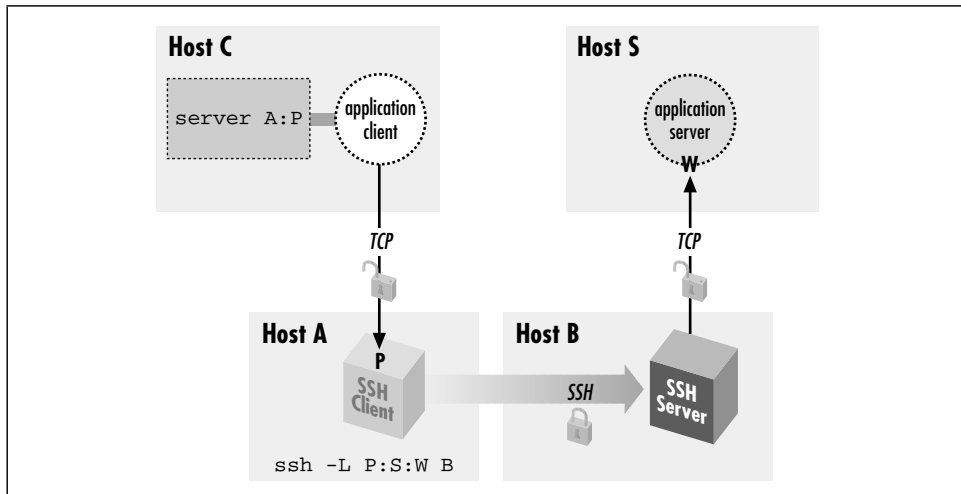 Host C
server A:P
application
client
Host S
application
server
W
TCP
TCP
Host A
P
SSH
Client
ssh -L P:S:W B
Host B
SSH
SSH
Server